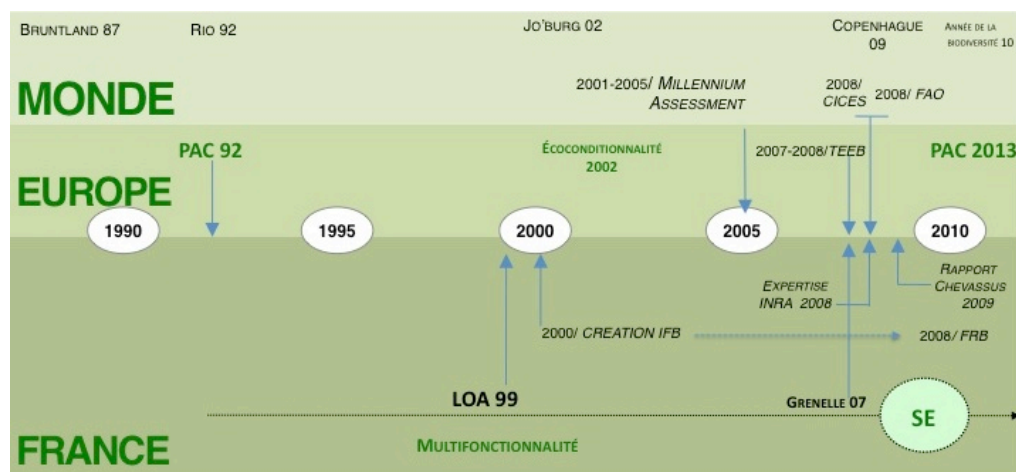 BRUNTLAND 87
RIO 92
JO'BURG 02
COPENHAGUE
09
ANNÉE DE LA
BIODIVERSITÉ 10
MONDE
2001-2005/ MILLENNIUM
ASSESSMENT
2008/
CICES
2008/ FAO
PAC 92
ÉCOCONDITIONNALITÉ
2002
2007-2008/TEEB
PAC 2013
EUROPE
1990
1995
2000
2005
2010
EXPERTISE
INRA 2008
RAPPORT
CHEVASSUS
2009
2000/ CREATION IFB
2008/ FRB
LOA 99
GRENELLE 07
SE
MULTIFONCTIONNALITÉ
FRANCE